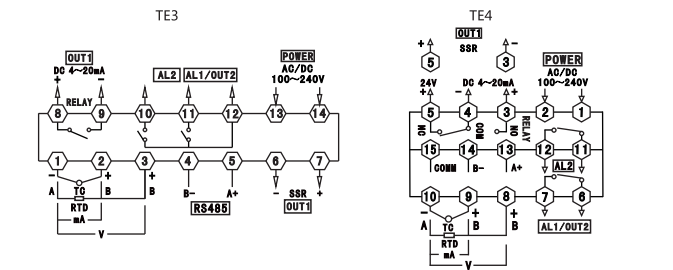 TE3
OUT1
DC 4~20mA
+ -
RELAY
AL2 AL1/OUT2
POWER
AC/DC
100~240V
8 9 10 11 12 13 14
1 2 3 4 5 6 7
- + +
A TC B B
RTD
mA
V
B- A+
RS485
- SSR +
OUT1
TE4
OUT1
+ SSR -
5 3
24V DC 4~20mA
+ - +
POWER
AC/DC
100~240V
5 4 3 2 1
NC COM NO RELAY
15 14 13 12 11
COMM B- A+ AL2
10 9 8 7 6
- + +
A TC B B
RTD
mA
V
AL1/OUT2